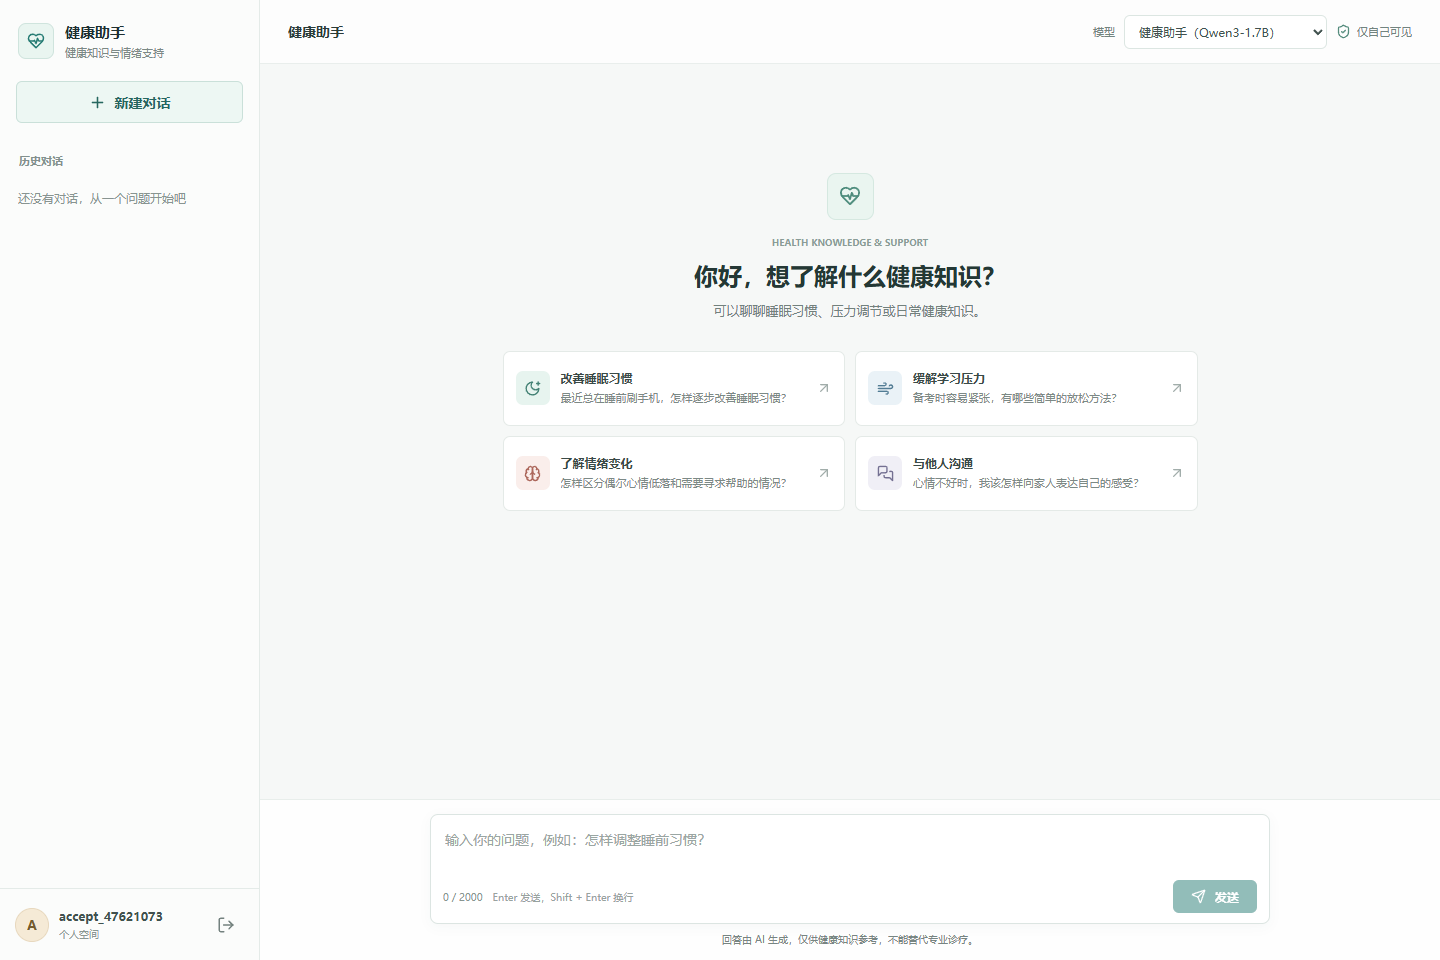 健康助手
健康知识与情绪支持
新建对话
历史对话
还没有对话，从一个问题开始吧
accept_47621073
A
个人空间
健康助手
模型
健康助手（Qwen3-1.7B）
仅自己可见
HEALTH KNOWLEDGE & SUPPORT
你好，想了解什么健康知识？
可以聊聊睡眠习惯、压力调节或日常健康知识。
改善睡眠习惯
最近总在睡前刷手机，怎样逐步改善睡眠习惯？
缓解学习压力
备考时容易紧张，有哪些简单的放松方法？
了解情绪变化
怎样区分偶尔心情低落和需要寻求帮助的情况？
与他人沟通
心情不好时，我该怎样向家人表达自己的感受？
输入你的问题，例如：怎样调整睡前习惯？
0 / 2000 Enter 发送，Shift + Enter 换行
发送
回答由 AI 生成，仅供健康知识参考，不能替代专业诊疗。